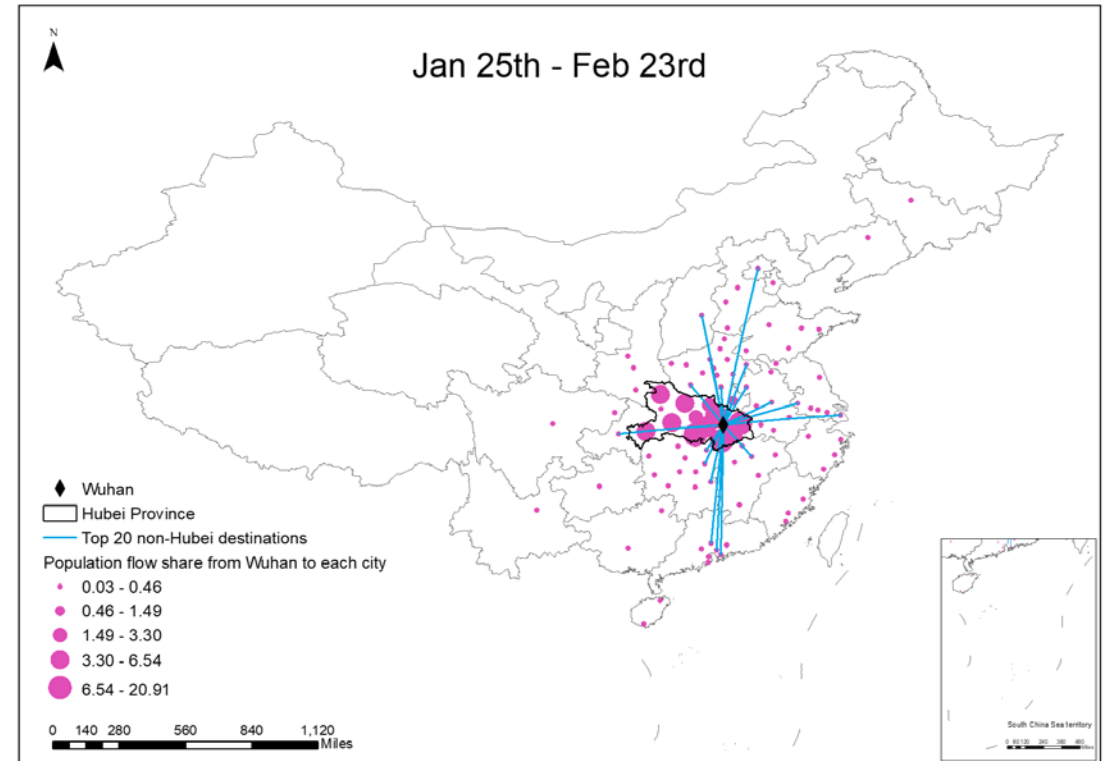 N
Jan 25th - Feb 23rd
Wuhan
Hubei Province
Top 20 non-Hubei destinations
Population flow share from Wuhan to each city
0.03 - 0.46
0.46 - 1.49
1.49 - 3.30
3.30 - 6.54
6.54 - 20.91
0 140 280 560 840 1,120
Miles
South China Sea territory